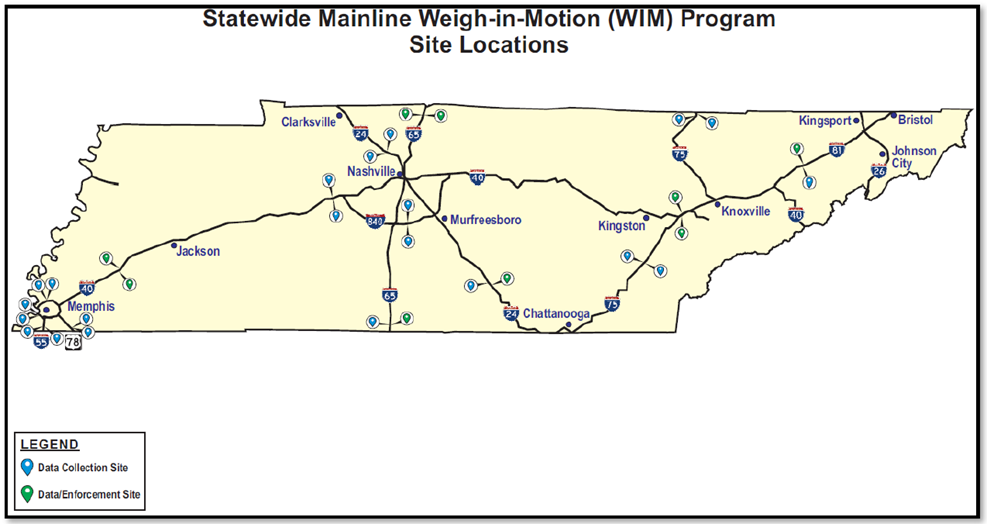 Statewide Mainline Weigh-in-Motion (WIM) Program
Site Locations
Clarksville
24
65
Kingsport
Bristol
Johnson
City
81
75
26
Nashville
40
840
Murfreesboro
Kingston
Knoxville
40
Jackson
40
Memphis
65
75
24
Chattanooga
55
78
LEGEND
Data Collection Site
Data/Enforcement Site